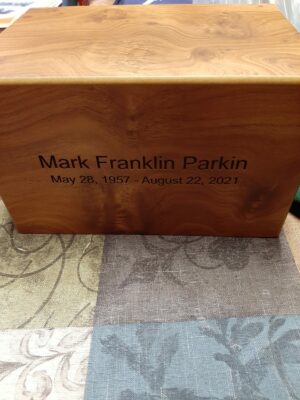 Mark Franklin Parkin
May 28, 1957 - August 22, 2021